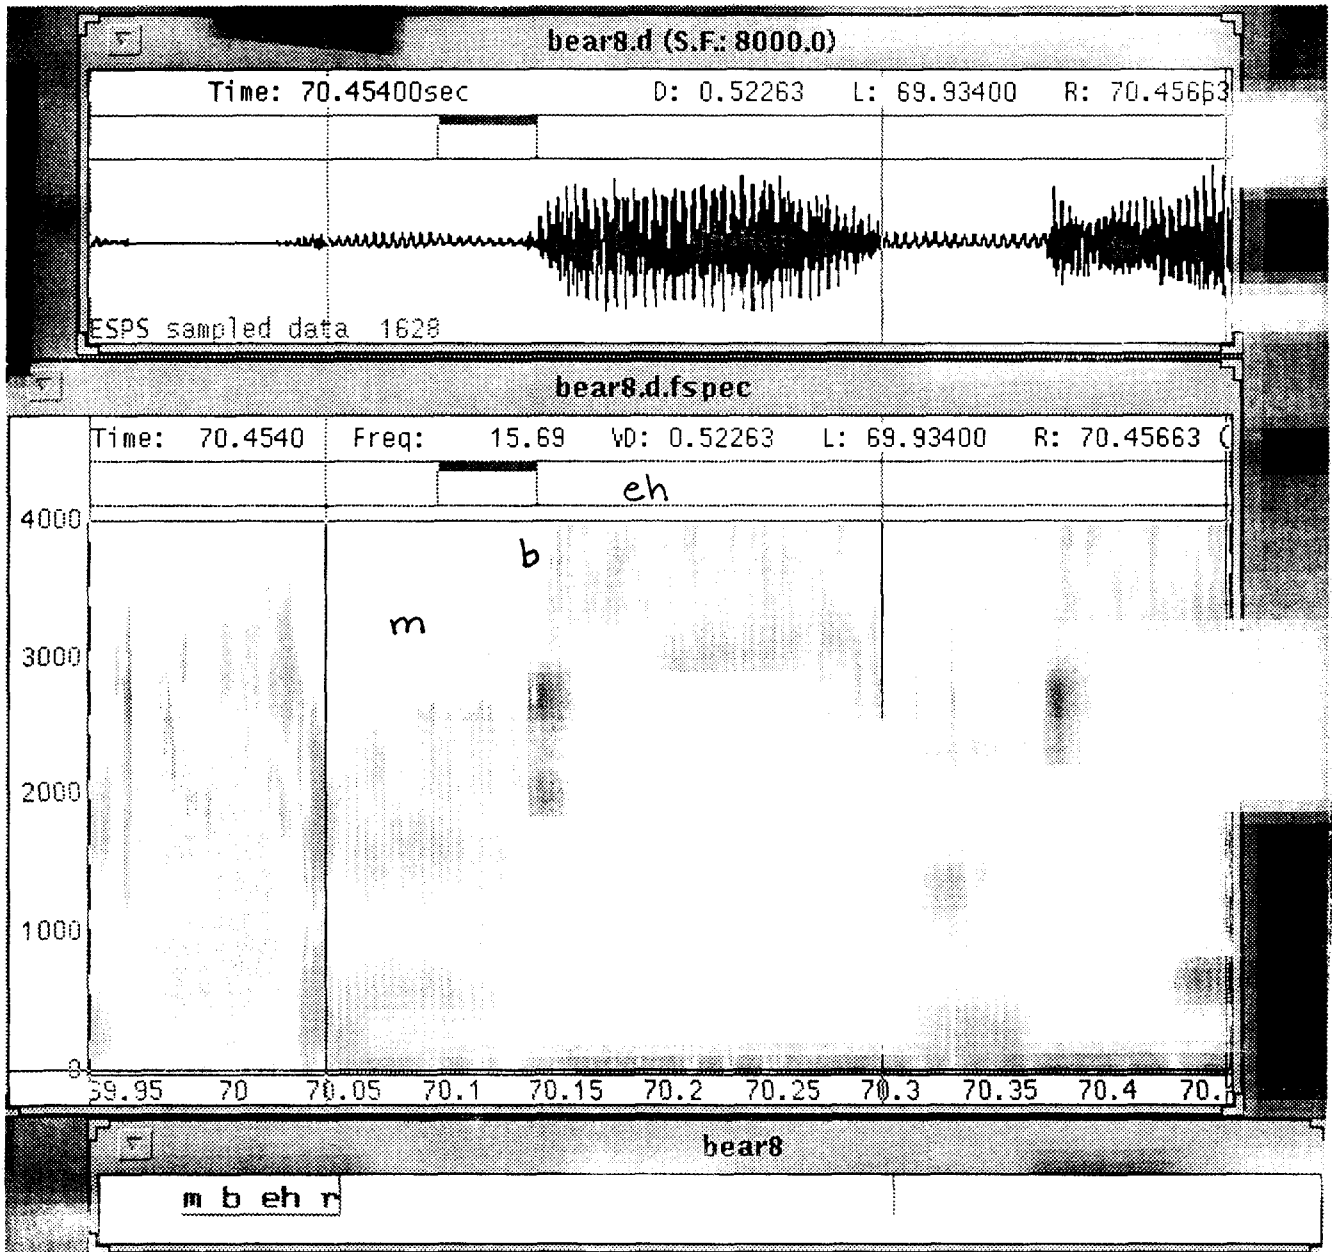 bear8.d (S.F.: 8000.0)
Time: 70.45400sec D: 0.52263 L: 69.93400 R: 70.45663
ESPS sampled data 1628
bear8.d.fspec
Time: 70.4540 Freq: 15.69 VD: 0.52263 L: 69.93400 R: 70.45663 (
eh
4000
b
m
3000
2000
1000
0
69.95 70 70.05 70.1 70.15 70.2 70.25 70.3 70.35 70.4 70.
bear8
m b eh r